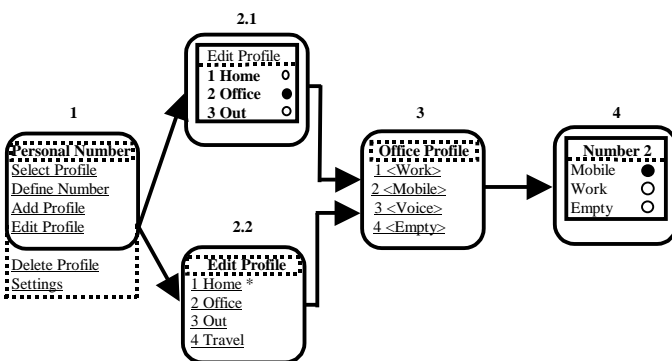 2.1
Edit Profile
1 Home
2 Office
3 Out
1
Personal Number
Select Profile
Define Number
Add Profile
Edit Profile
Delete Profile
Settings
2.2
Edit Profile
1 Home *
2 Office
3 Out
4 Travel
3
Office Profile
1 <Work>
2 <Mobile>
3 <Voice>
4 <Empty>
4
Number 2
Mobile
Work
Empty